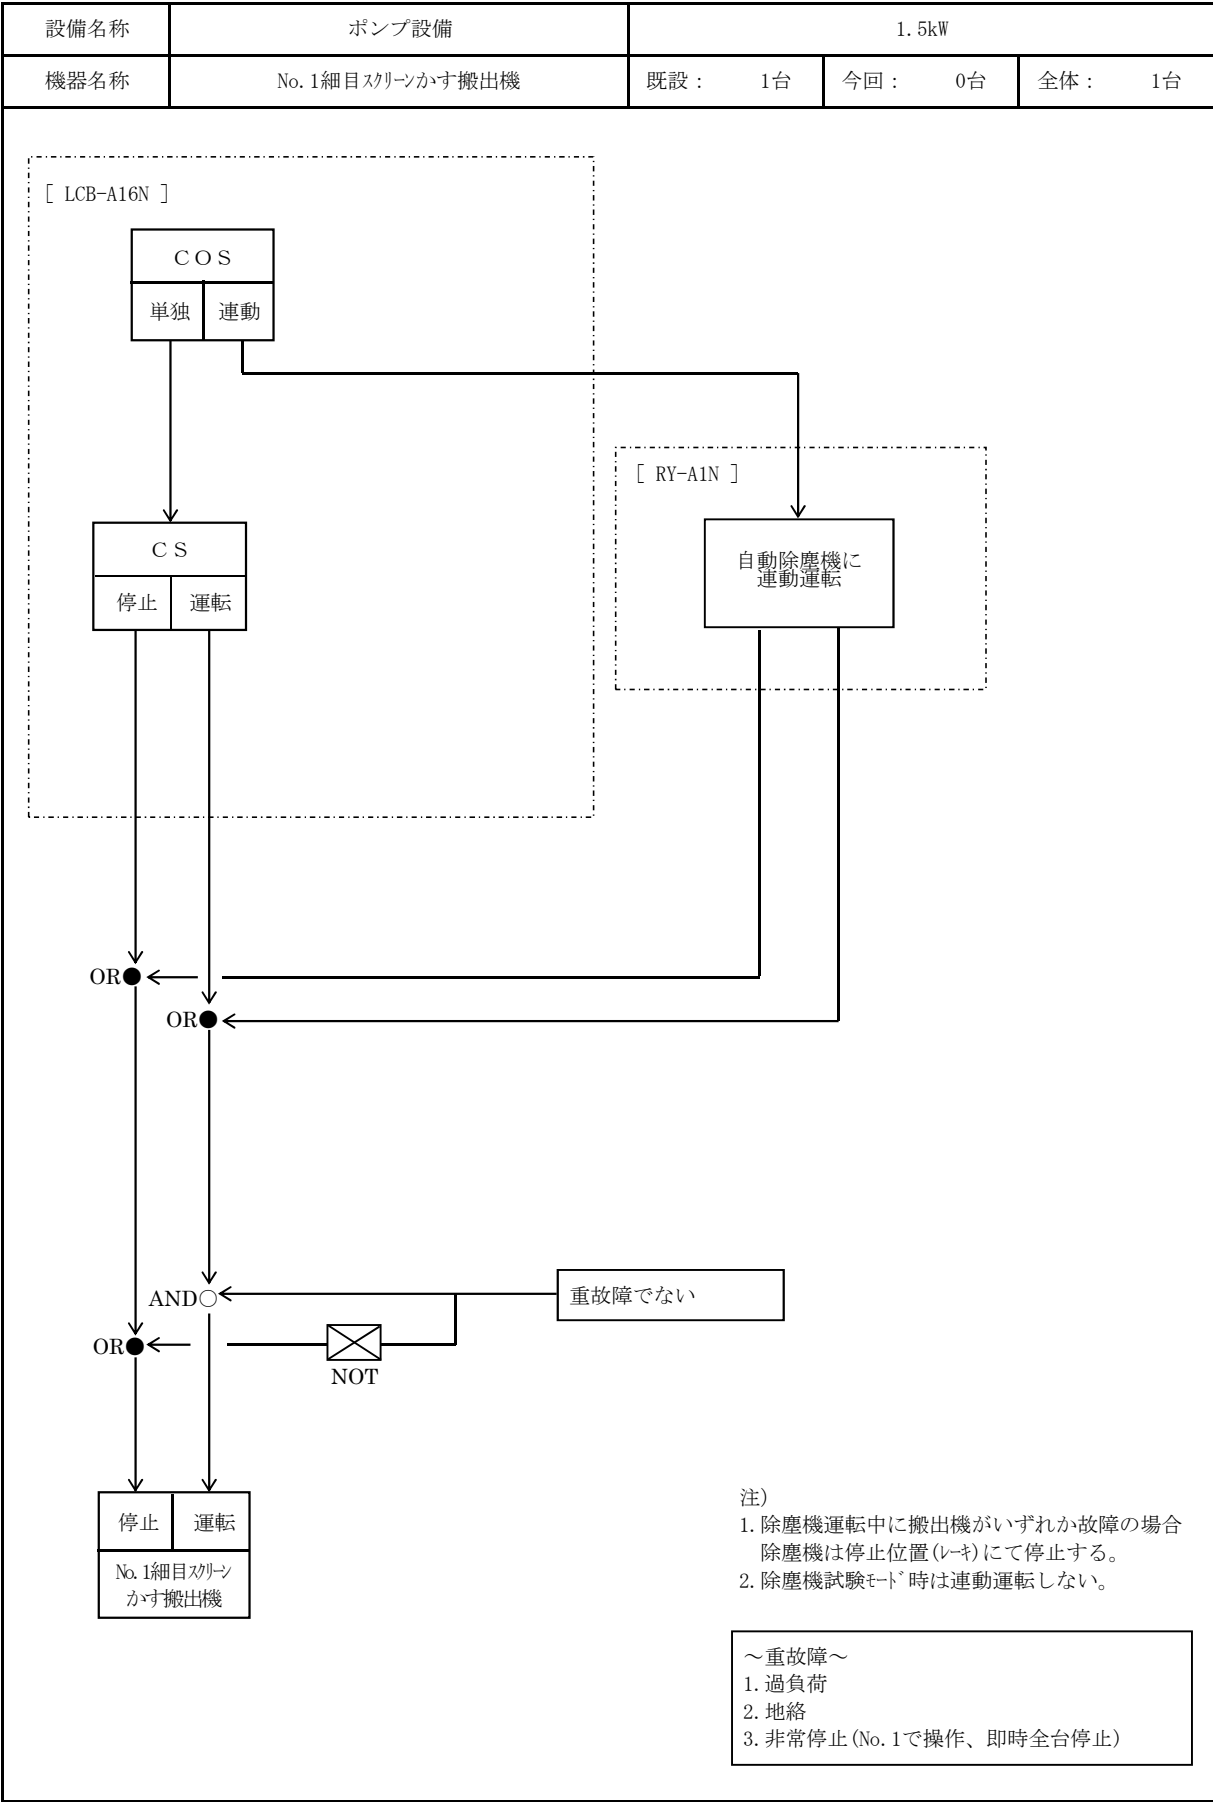 設備名称
ポンプ設備
1.5kW
機器名称
No.1細目ｽｸﾘｰﾝかす搬出機
既設： 1台
今回： 0台
全体： 1台
[ LCB-A16N ]
ＣＯＳ
単独
連動
[ RY-A1N ]
ＣＳ
停止
運転
自動除塵機に
連動運転
OR
OR
AND
重故障でない
OR
NOT
停止
運転
No.1細目ｽｸﾘｰﾝ
かす搬出機
注)
1.除塵機運転中に搬出機がいずれか故障の場合
除塵機は停止位置(ﾚｰｷ)にて停止する。
2.除塵機試験ﾓｰﾄﾞ時は連動運転しない。
～重故障～
1.過負荷
2.地絡
3.非常停止(No.1で操作、即時全台停止)